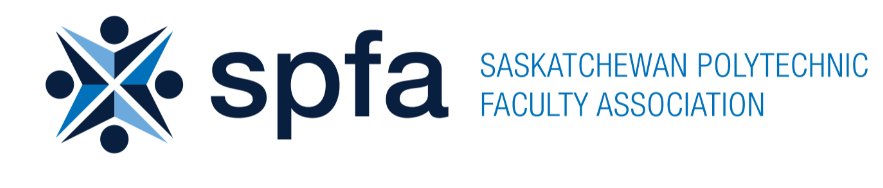 spfa
SASKATCHEWAN POLYTECHNIC
FACULTY ASSOCIATION